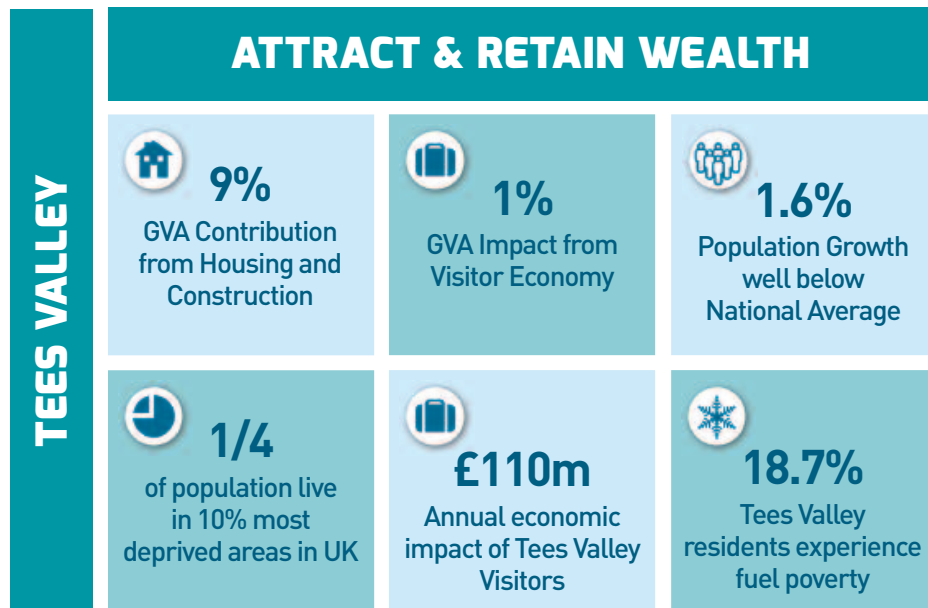 TEES VALLEY
ATTRACT & RETAIN WEALTH
9%
GVA Contribution
from Housing and
Construction
1%
GVA Impact from
Visitor Economy
1.6%
Population Growth
well below
National Average
1/4
of population live
in 10% most
deprived areas in UK
£110m
Annual economic
impact of Tees Valley
Visitors
18.7%
Tees Valley
residents experience
fuel poverty